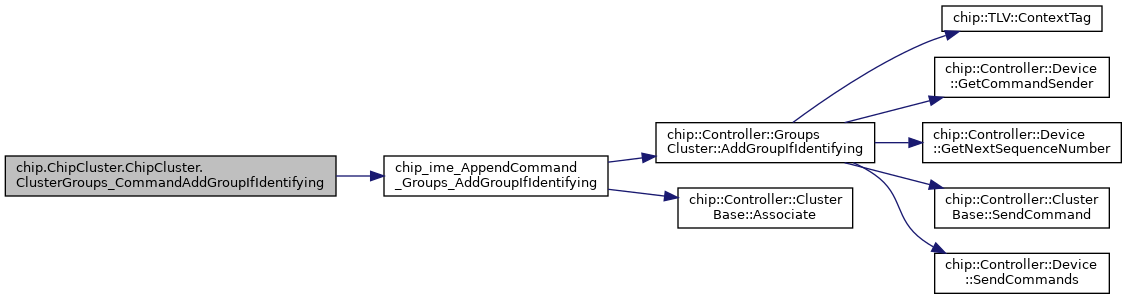 chip.ChipCluster.ChipCluster.
ClusterGroups_CommandAddGroupIfIdentifying
chip_ime_AppendCommand
_Groups_AddGroupIfIdentifying
chip::Controller::Groups
Cluster::AddGroupIfIdentifying
chip::Controller::Cluster
Base::Associate
chip::TLV::ContextTag
chip::Controller::Device
::GetCommandSender
chip::Controller::Device
::GetNextSequenceNumber
chip::Controller::Cluster
Base::SendCommand
chip::Controller::Device
::SendCommands